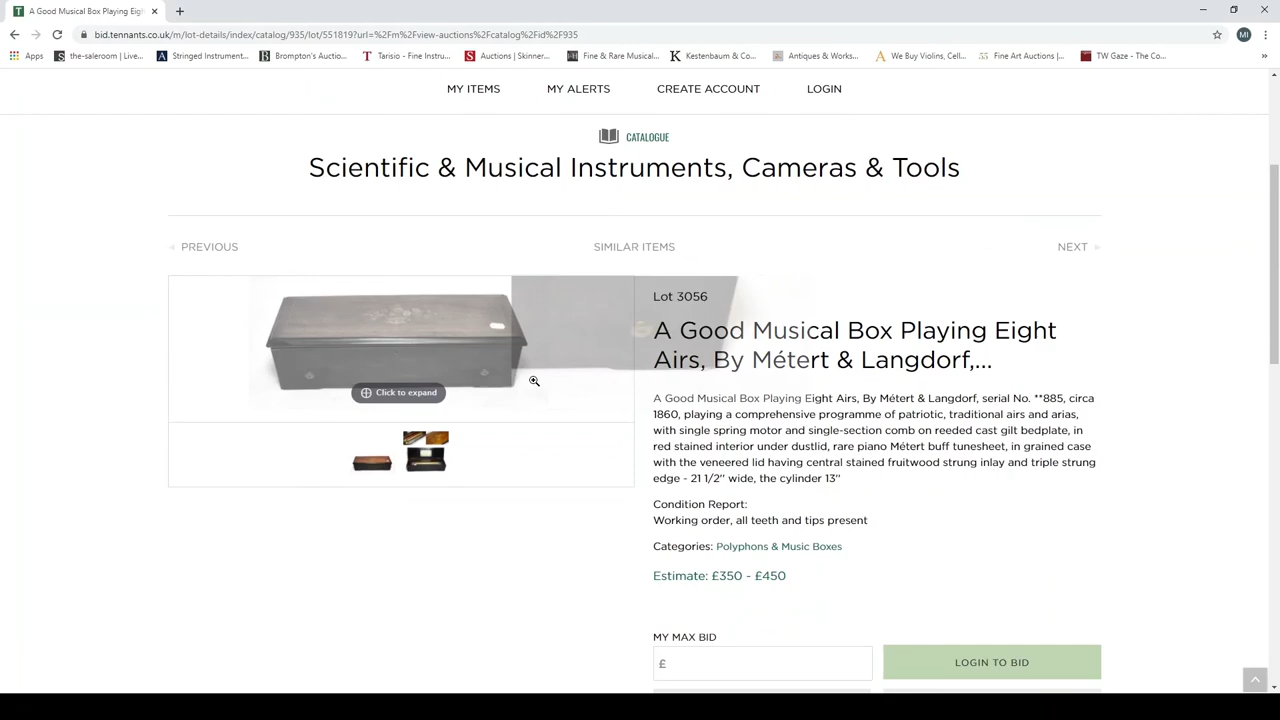 A Good Musical Box Playing Eigh
bid.tennants.co.uk/m/lot-details/index/catalog/935/lot/551819?url=%2Fm%2Fview-auctions%2Fcatalog%2Fid%2F935
MI
Apps
the-saleroom | Live...
Stringed Instrument...
Brompton's Auctio...
Tarisio - Fine Instru...
Auctions | Skinner...
Fine & Rare Musical...
Kestenbaum & Co...
Antiques & Works...
We Buy Violins, Cell...
Fine Art Auctions |...
TW Gaze - The Co...
»
MY ITEMS
MY ALERTS
CREATE ACCOUNT
LOGIN
CATALOGUE
Scientific & Musical Instruments, Cameras & Tools
PREVIOUS
SIMILAR ITEMS
NEXT
Click to expand
Lot 3056
A Good Musical Box Playing Eight
Airs, By Métert & Langdorf,...
A Good Musical Box Playing Eight Airs, By Métert & Langdorf, serial No. **885, circa
1860, playing a comprehensive programme of patriotic, traditional airs and arias,
with single spring motor and single-section comb on reeded cast gilt bedplate, in
red stained interior under dustlid, rare piano Métert buff tunesheet, in grained case
with the veneered lid having central stained fruitwood strung inlay and triple strung
edge - 21 1/2" wide, the cylinder 13"
Condition Report:
Working order, all teeth and tips present
Categories: Polyphons & Music Boxes
Estimate: £350 - £450
MY MAX BID
£
LOGIN TO BID